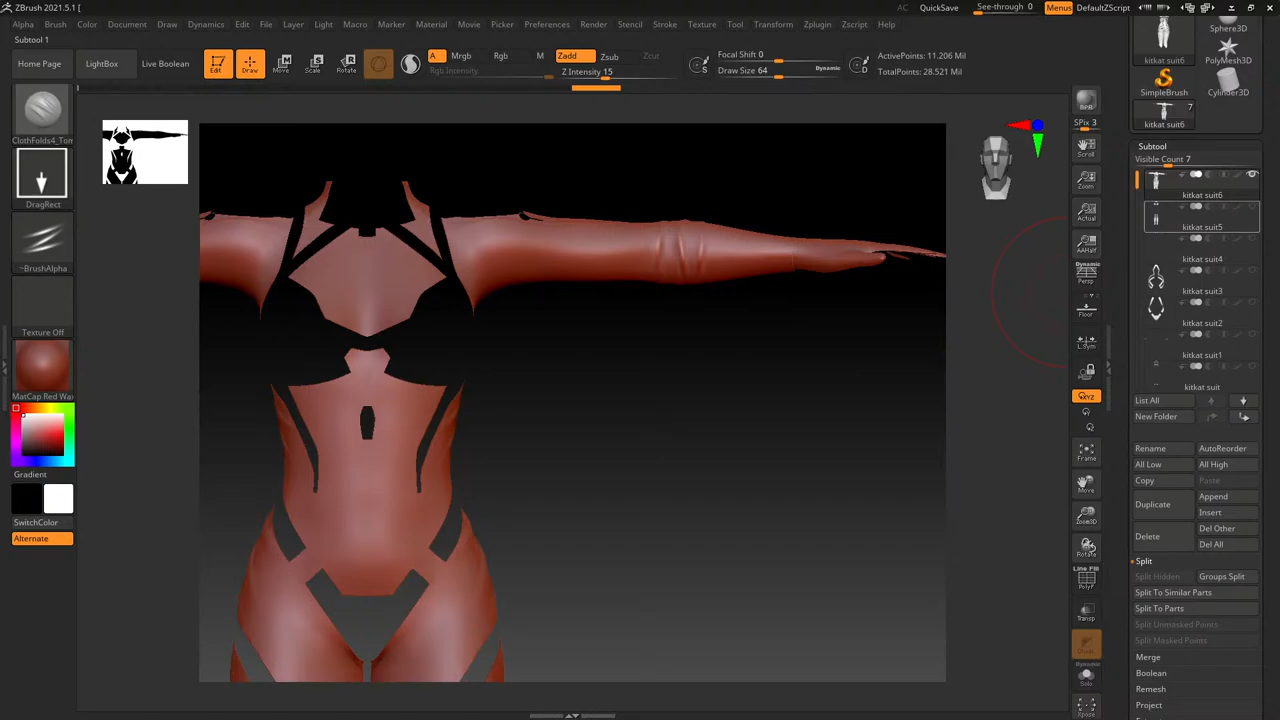 ZBrush 2021.5.1 [
AC QuickSave See-through 0 Menus DefaultZScript
Alpha Brush Color Document Draw Dynamics Edit File Layer Light Macro Marker Material Movie Picker Preferences Render Stencil Stroke Texture Tool Transform Zplugin Zscript Help
Subtool 1
Home Page LightBox Live Boolean Edit Draw Move Scale Rotate
A Mrgb Rgb M Zadd Zsub Zcut
Rgb Intensity Z Intensity 15
Focal Shift 0
Draw Size 64 Dynamic
S D
ActivePoints: 11.206 Mil
TotalPoints: 28.521 Mil
ClothFolds4_Tom
DragRect
~BrushAlpha
Texture Off
MatCap Red Wa
Gradient
SwitchColor
Alternate
BPR
SPix 3
Scroll
Zoom
Actual
AAHalf
Dynamic
Persp
Floor
L.Sym
XYZ
Frame
Move
Zoom3D
Rotate
Line Fill
PolyF
Transp
Dynamic
Solo
Xpose
kitkat suit6
Sphere3D
PolyMesh3D
SimpleBrush
Cylinder3D
7
kitkat suit6
Subtool
Visible Count 7
kitkat suit6
kitkat suit5
kitkat suit4
kitkat suit3
kitkat suit2
kitkat suit1
kitkat suit
List All
New Folder
Rename AutoReorder
All Low All High
Copy Paste
Duplicate Append
Insert
Delete Del Other
Del All
Split
Split Hidden Groups Split
Split To Similar Parts
Split To Parts
Split Unmasked Points
Split Masked Points
Merge
Boolean
Remesh
Project